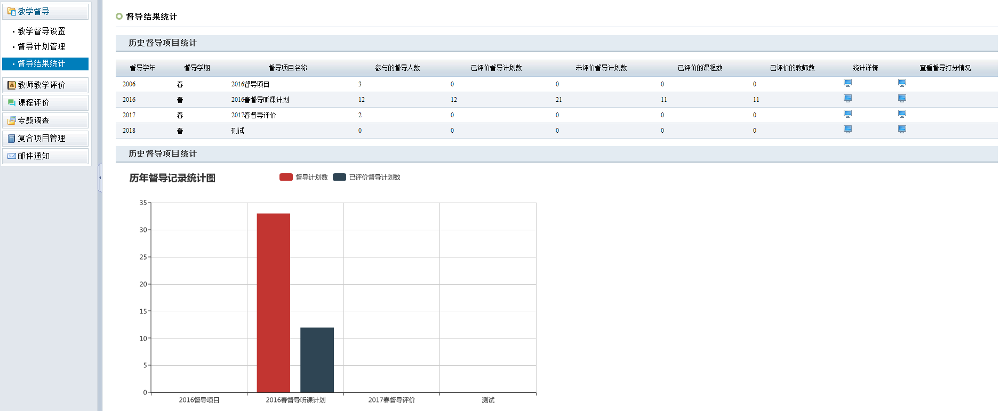 教学督导
教学督导设置
督导计划管理
督导结果统计
教师教学评价
课程评价
专题调查
复合项目管理
邮件通知
督导结果统计
历史督导项目统计
督导学年 督导学期 督导项目名称 参与的督导人数 已评价督导计划数 未评价督导计划数 已评价的课程数 已评价的教师数 统计详情 查看督导打分情况
2006 春 2016督导项目 3 0 0 0 0
2016 春 2016春督导听课计划 12 12 21 11 11
2017 春 2017春督导评价 2 0 0 0 0
2018 春 测试 0 0 0 0 0
历史督导项目统计
历年督导记录统计图 督导计划数 已评价督导计划数
35
30
25
20
15
10
5
0
2016督导项目 2016春督导听课计划 2017春督导评价 测试